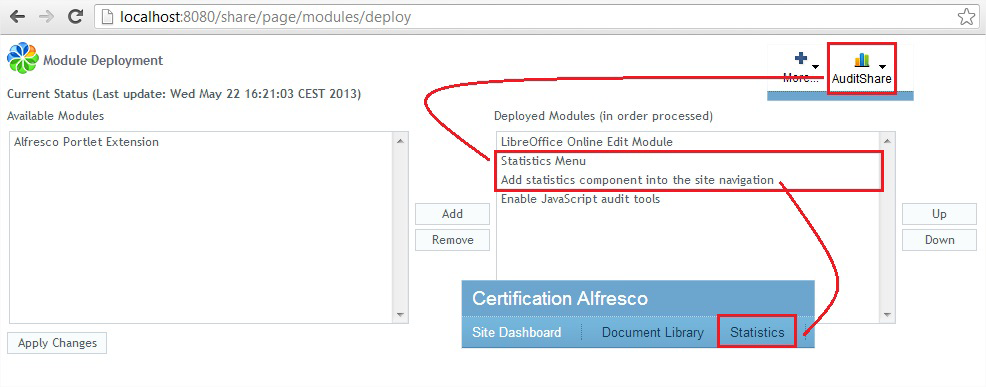 localhost:8080/share/page/modules/deploy
Module Deployment
More...
AuditShare
Current Status (Last update: Wed May 22 16:21:03 CEST 2013)
Available Modules
Deployed Modules (in order processed)
Alfresco Portlet Extension
LibreOffice Online Edit Module
Statistics Menu
Add statistics component into the site navigation
Enable JavaScript audit tools
Add
Remove
Up
Down
Certification Alfresco
Site Dashboard
Document Library
Statistics
Apply Changes